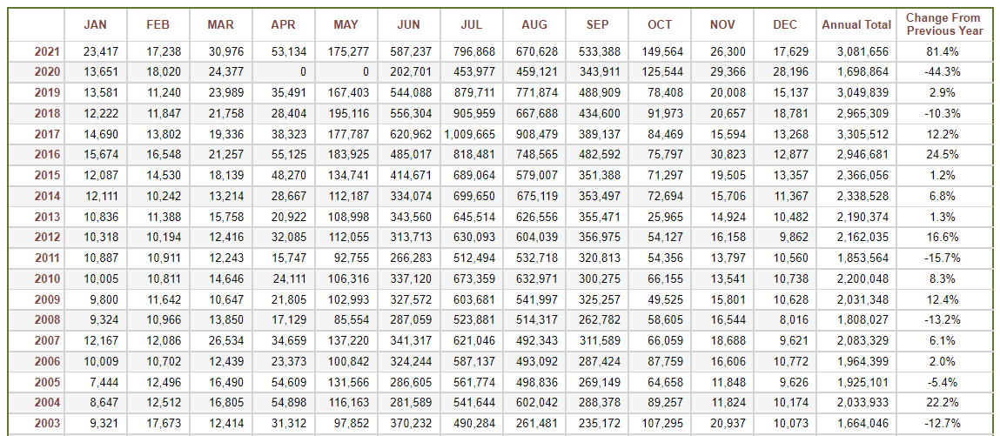 JAN FEB MAR APR MAY JUN JUL AUG SEP OCT NOV DEC Annual Total Change From Previous Year
2021 23,417 17,238 30,976 53,134 175,277 587,237 796,868 670,628 533,388 149,564 26,300 17,629 3,081,656 81.4%
2020 13,651 18,020 24,377 0 0 202,701 453,977 459,121 343,911 125,544 29,366 28,196 1,698,864 -44.3%
2019 13,581 11,240 23,989 35,491 167,403 544,088 879,711 771,874 488,909 78,408 20,008 15,137 3,049,839 2.9%
2018 12,222 11,847 21,758 28,404 195,116 556,304 905,959 667,688 434,600 91,973 20,657 18,781 2,965,309 -10.3%
2017 14,690 13,802 19,336 38,323 177,787 620,962 1,009,665 908,479 389,137 84,469 15,594 13,268 3,305,512 12.2%
2016 15,674 16,548 21,257 55,125 183,925 485,017 818,481 748,565 482,592 75,797 30,823 12,877 2,946,681 24.5%
2015 12,087 14,530 18,139 48,270 134,741 414,671 689,064 579,007 351,388 71,297 19,505 13,357 2,366,056 1.2%
2014 12,111 10,242 13,214 28,667 112,187 334,074 699,650 675,119 353,497 72,694 15,706 11,367 2,338,528 6.8%
2013 10,836 11,388 15,758 20,922 108,998 343,560 645,514 626,556 355,471 25,965 14,924 10,482 2,190,374 1.3%
2012 10,318 10,194 12,416 32,085 112,055 313,713 630,093 604,039 356,975 54,127 16,158 9,862 2,162,035 16.6%
2011 10,887 10,911 12,243 15,747 92,755 266,283 512,494 532,718 320,813 54,356 13,797 10,560 1,853,564 -15.7%
2010 10,005 10,811 14,646 24,111 106,316 337,120 673,359 632,971 300,275 66,155 13,541 10,738 2,200,048 8.3%
2009 9,800 11,642 10,647 21,805 102,993 327,572 603,681 541,997 325,257 49,525 15,801 10,628 2,031,348 12.4%
2008 9,324 10,966 13,850 17,129 85,554 287,059 523,881 514,317 262,782 58,605 16,544 8,016 1,808,027 -13.2%
2007 12,167 12,086 26,534 34,659 137,220 341,317 621,046 492,343 311,589 66,059 18,688 9,621 2,083,329 6.1%
2006 10,009 10,702 12,439 23,373 100,842 324,244 587,137 493,092 287,424 87,759 16,606 10,772 1,964,399 2.0%
2005 7,444 12,496 16,490 54,609 131,566 286,605 561,774 498,836 269,149 64,658 11,848 9,626 1,925,101 -5.4%
2004 8,647 12,512 16,805 54,898 116,163 281,589 541,644 602,042 288,378 89,257 11,824 10,174 2,033,933 22.2%
2003 9,321 17,673 12,414 31,312 97,852 370,232 490,284 261,481 235,172 107,295 20,937 10,073 1,664,046 -12.7%